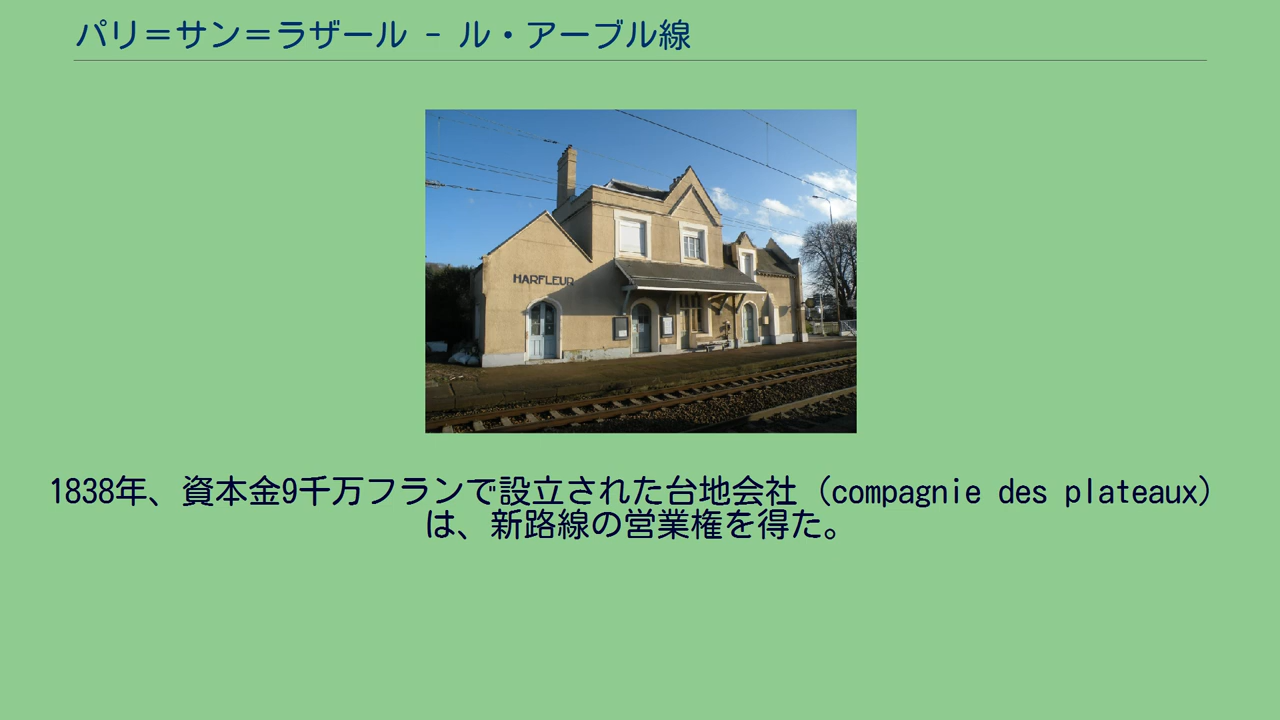 パリ＝サン＝ラザール - ル・アーブル線
HARFLEUR
1838年、資本金9千万フランで設立された台地会社（compagnie des plateaux）
は、新路線の営業権を得た。